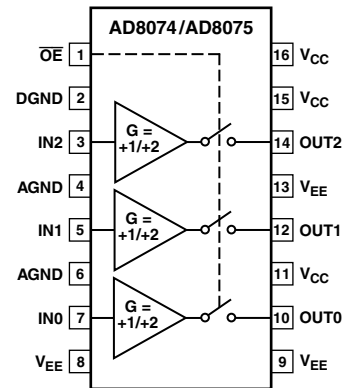 AD8074/AD8075
OE 1 16 VCC
DGND 2 15 VCC
IN2 3 G = +1/+2 14 OUT2
AGND 4 13 VEE
IN1 5 G = +1/+2 12 OUT1
AGND 6 11 VCC
IN0 7 G = +1/+2 10 OUT0
VEE 8 9 VEE